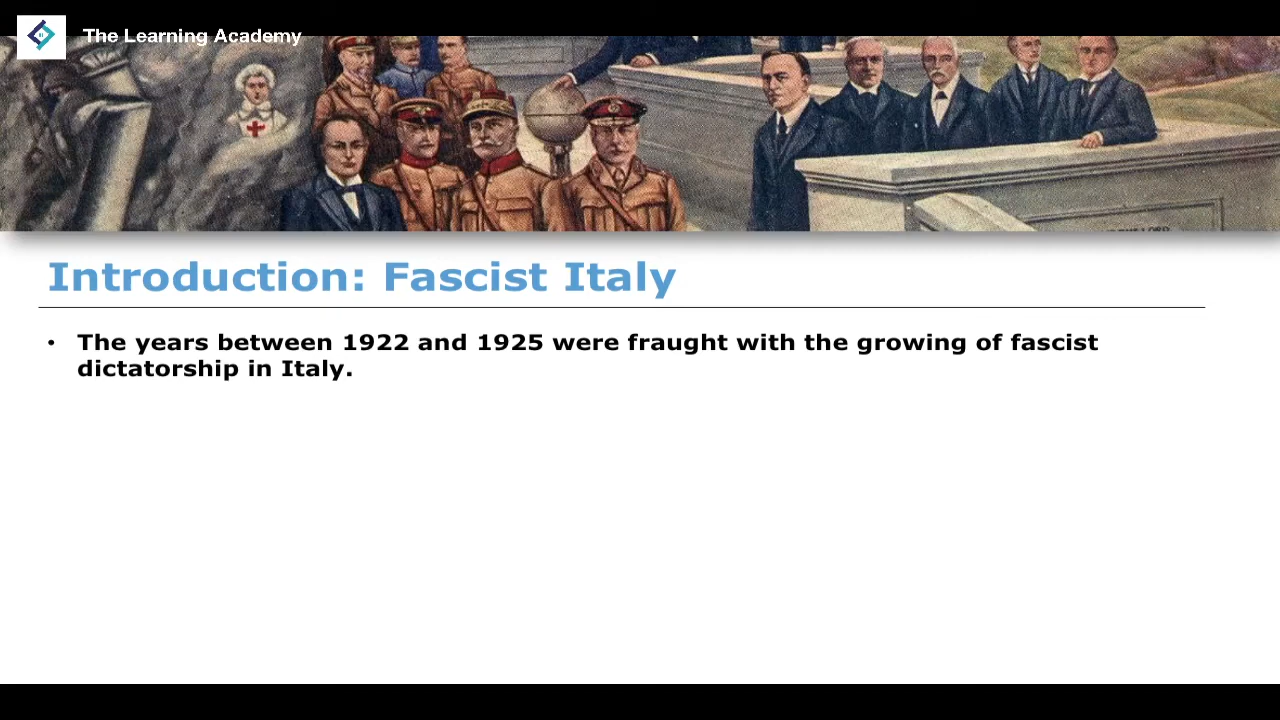 The Learning Academy
Introduction: Fascist Italy
• The years between 1922 and 1925 were fraught with the growing of fascist
dictatorship in Italy.